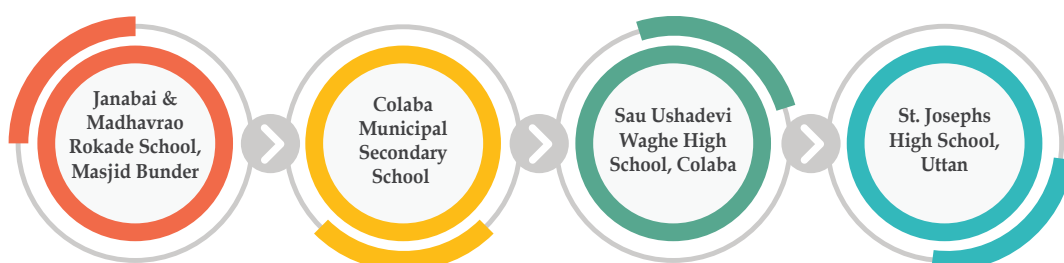 Janabai &
Madhavrao
Rokade School,
Masjid Bunder
Colaba
Municipal
Secondary
School
Sau Ushadevi
Waghe High
School, Colaba
St. Josephs
High School,
Uttan